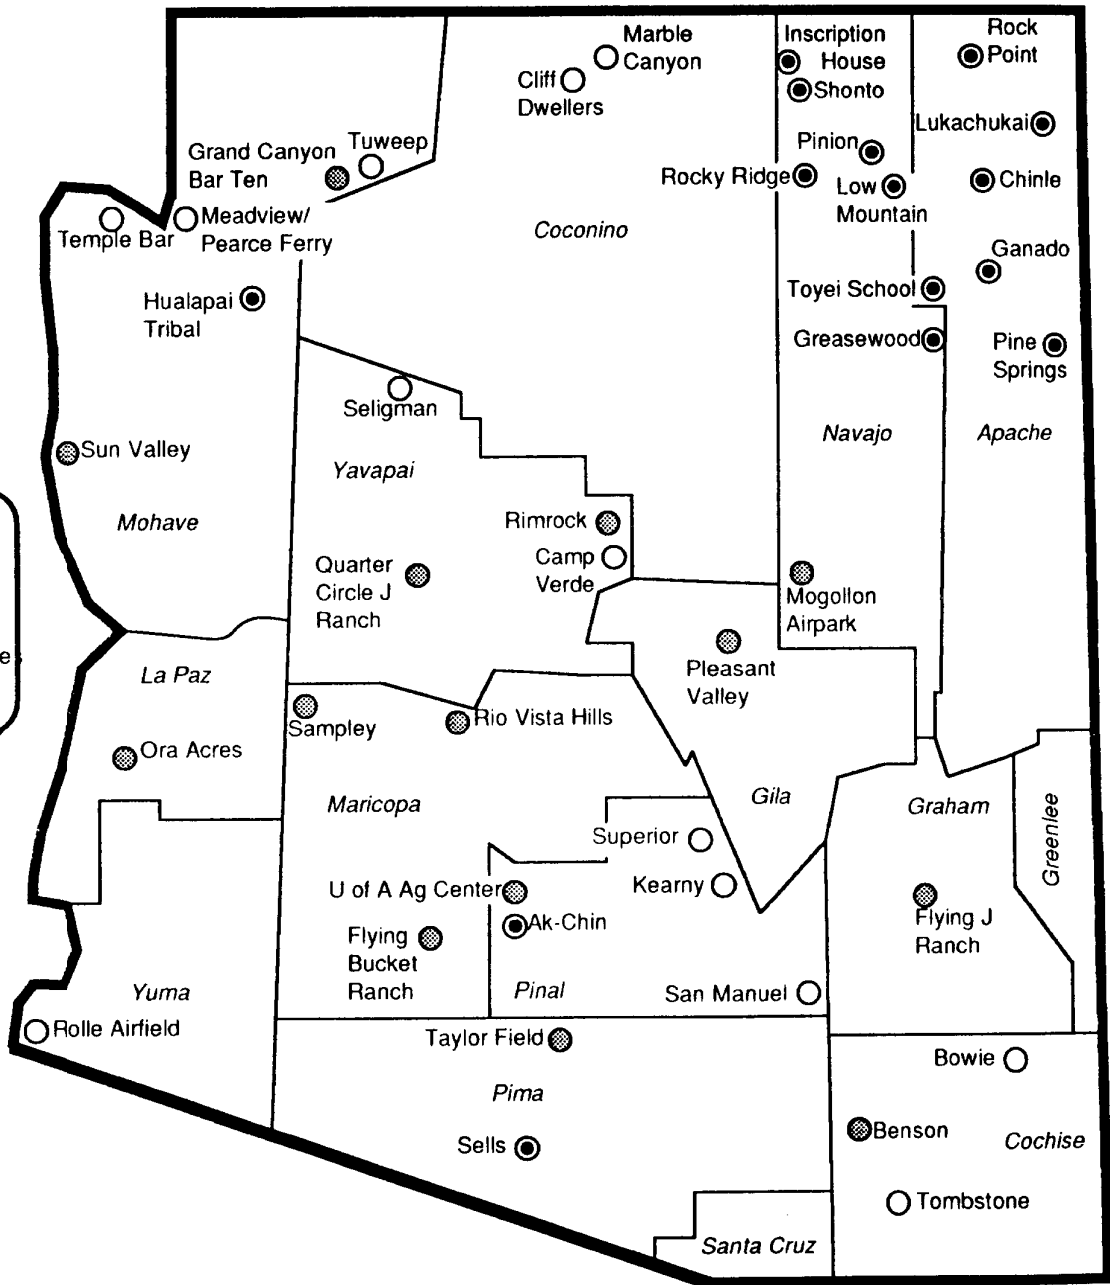 Marble
Canyon
Cliff
Dwellers
Inscription
House
Shonto
Rock
Point
Lukachukai
Pinion
Rocky Ridge
Low
Mountain
Chinle
Grand Canyon
Bar Ten
Tuweep
Temple Bar
Meadview/
Pearce Ferry
Coconino
Ganado
Hualapai
Tribal
Toyei School
Greasewood
Pine
Springs
Seligman
Navajo
Apache
Sun Valley
Yavapai
Mohave
Rimrock
Camp
Verde
Quarter
Circle J
Ranch
Mogollon
Airpark
e
La Paz
Pleasant
Valley
Sampley
Rio Vista Hills
Ora Acres
Maricopa
Gila
Graham
Greenlee
Superior
Kearny
U of A Ag Center
Ak-Chin
Flying
Bucket
Ranch
Flying J
Ranch
Yuma
Pinal
San Manuel
Rolle Airfield
Taylor Field
Bowie
Pima
Benson
Cochise
Sells
Tombstone
Santa Cruz